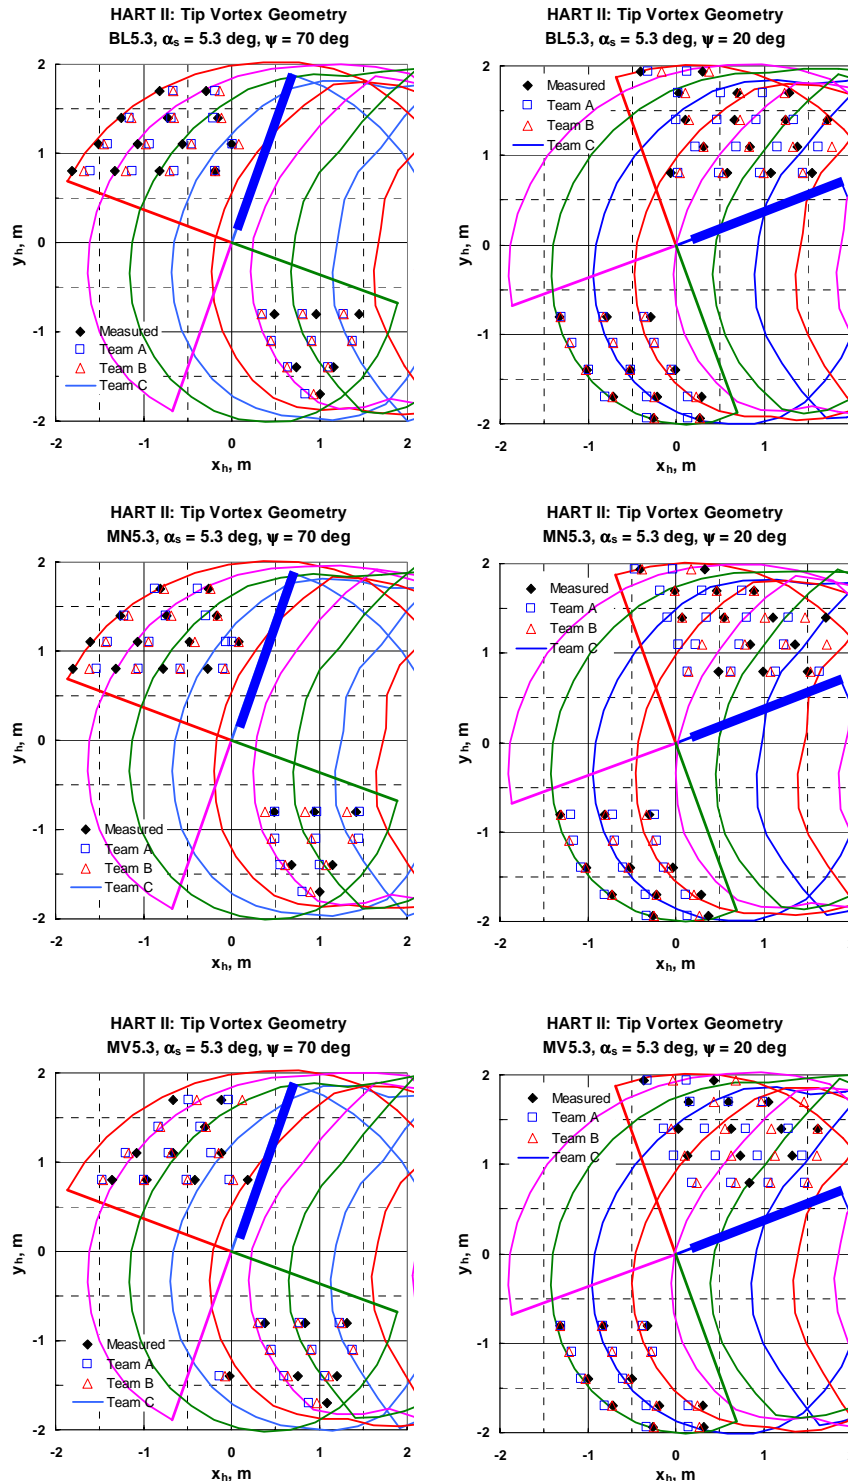 HART II: Tip Vortex Geometry
BL5.3, αs = 5.3 deg, ψ = 70 deg
2
1
0
-1
-2
yh, m
Measured
Team A
Team B
Team C
-2 -1 0 1 2
xh, m
HART II: Tip Vortex Geometry
BL5.3, αs = 5.3 deg, ψ = 20 deg
2
1
0
-1
-2
Measured
Team A
Team B
Team C
-2 -1 0 1 2
xh, m
HART II: Tip Vortex Geometry
MN5.3, αs = 5.3 deg, ψ = 70 deg
2
1
0
-1
-2
yh, m
Measured
Team A
Team B
Team C
-2 -1 0 1 2
xh, m
HART II: Tip Vortex Geometry
MN5.3, αs = 5.3 deg, ψ = 20 deg
2
1
0
-1
-2
Measured
Team A
Team B
Team C
-2 -1 0 1 2
xh, m
HART II: Tip Vortex Geometry
MV5.3, αs = 5.3 deg, ψ = 70 deg
2
1
0
-1
-2
yh, m
Measured
Team A
Team B
Team C
-2 -1 0 1 2
xh, m
HART II: Tip Vortex Geometry
MV5.3, αs = 5.3 deg, ψ = 20 deg
2
1
0
-1
-2
Measured
Team A
Team B
Team C
-2 -1 0 1 2
xh, m